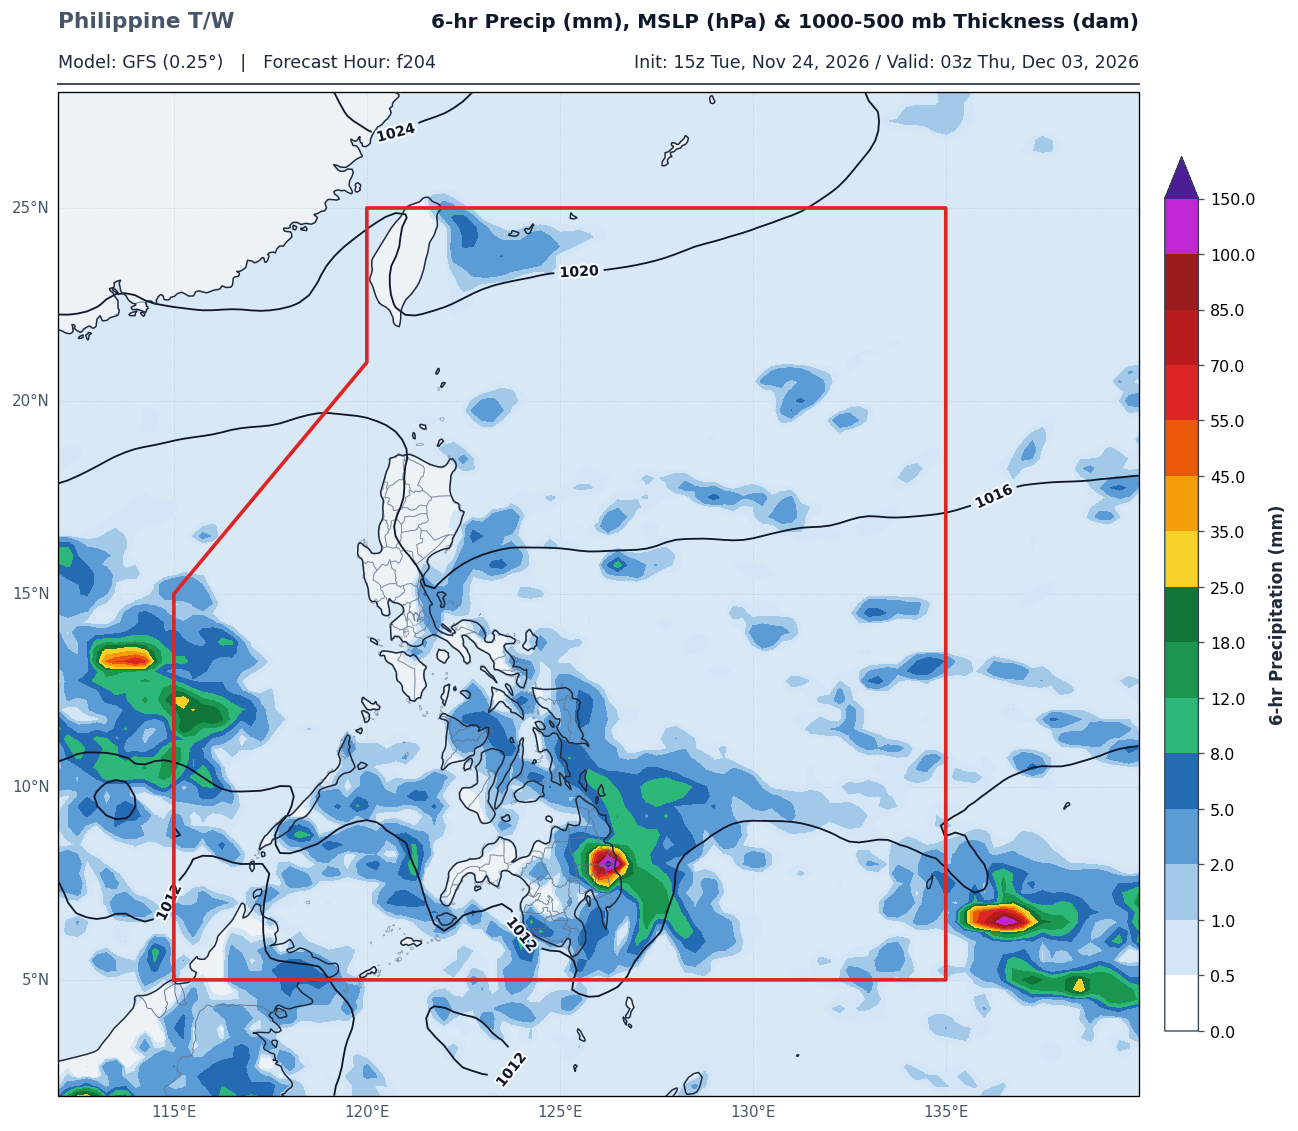 Philippine T/W
6-hr Precip (mm), MSLP (hPa) & 1000-500 mb Thickness (dam)
Model: GFS (0.25°) | Forecast Hour: f204
Init: 15z Tue, Nov 24, 2026 / Valid: 03z Thu, Dec 03, 2026
1024
25°N
1020
20°N
1016
15°N
10°N
1012
1012
5°N
1012
115°E
120°E
125°E
130°E
135°E
150.0
100.0
85.0
70.0
55.0
45.0
35.0
25.0
18.0
12.0
8.0
5.0
2.0
1.0
0.5
0.0
6-hr Precipitation (mm)